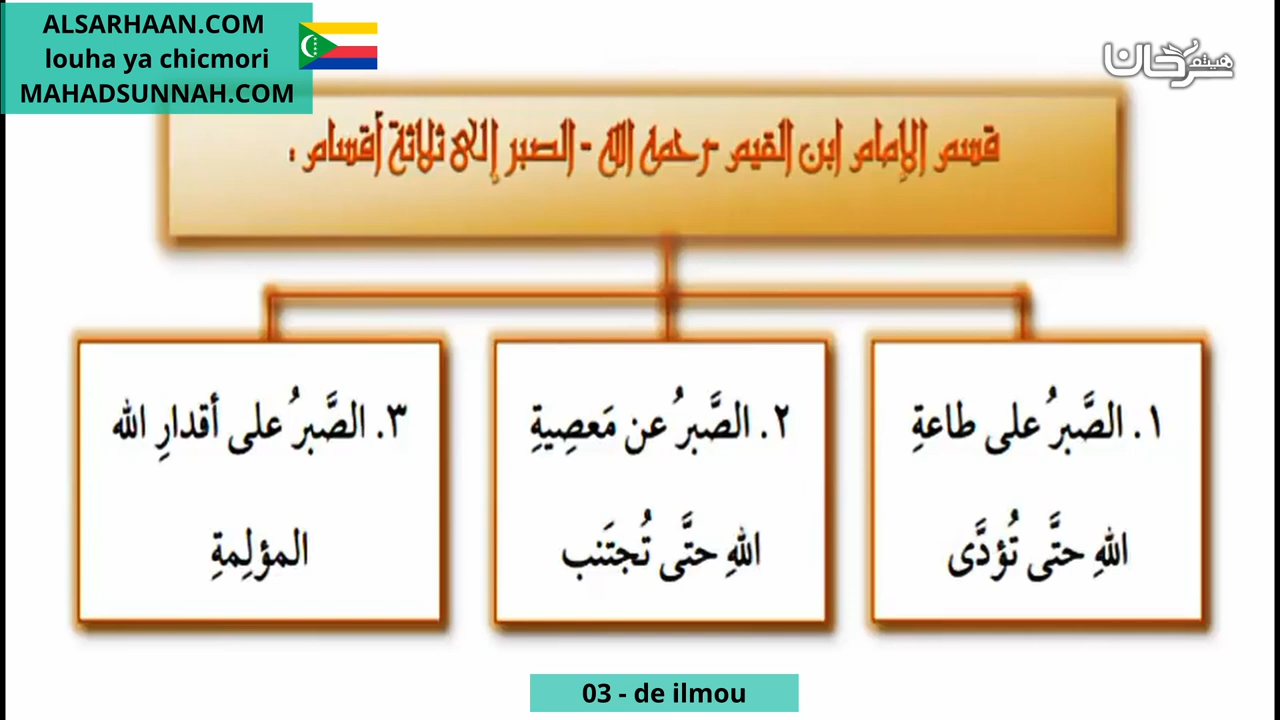 ALSARHAAN.COM
louha ya chicmori
MAHADSUNNAH.COM
هيثم سرحان
قسم الإمام ابن القيم -رحمه الله - الصبر إلى ثلاثة أقسام :
١. الصَّبرُ على طاعةِ
اللهِ حتَّى تُؤدَّى
٢. الصَّبرُ عن مَعصِيةِ
اللهِ حتَّى تُجتَنب
٣. الصَّبرُ على أقدارِ الله
المؤلِمةِ
03 - de ilmou